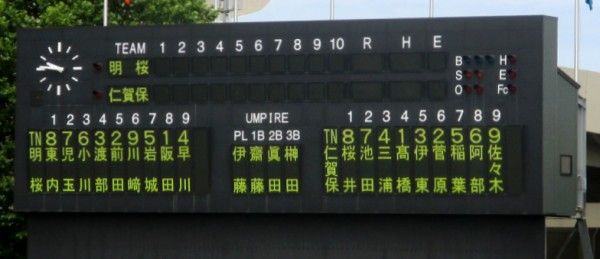 TEAM 1 2 3 4 5 6 7 8 9 10 R H E
明 桜
仁賀保
B H
S E
O Fc
1 2 3 4 5 6 7 8 9
TN 8 7 6 3 2 9 5 1 4
明 東 児 小 渡 前 川 岩 阪 早
桜 内 玉 川 部 田 﨑 城 田 川
UMPIRE
PL 1B 2B 3B
伊 齋 眞 榊
藤 藤 田 田
1 2 3 4 5 6 7 8 9
TN 8 7 4 1 3 2 5 6 9
仁 桜 池 三 髙 伊 菅 稲 阿 佐
賀 々
保 井 田 浦 橋 東 原 葉 部 木